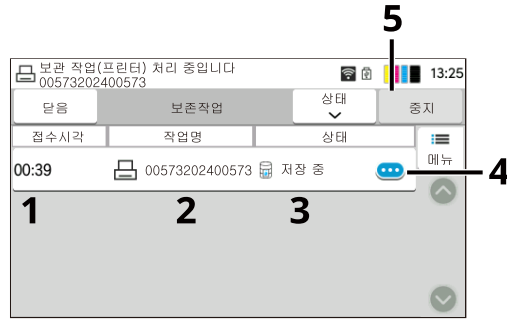 5
보관 작업(프린터) 처리 중입니다
00573202400573
13:25
닫음 보존작업 상태 중지
접수시각 작업명 상태 메뉴
00:39 00573202400573 저장 중 4
1 2 3